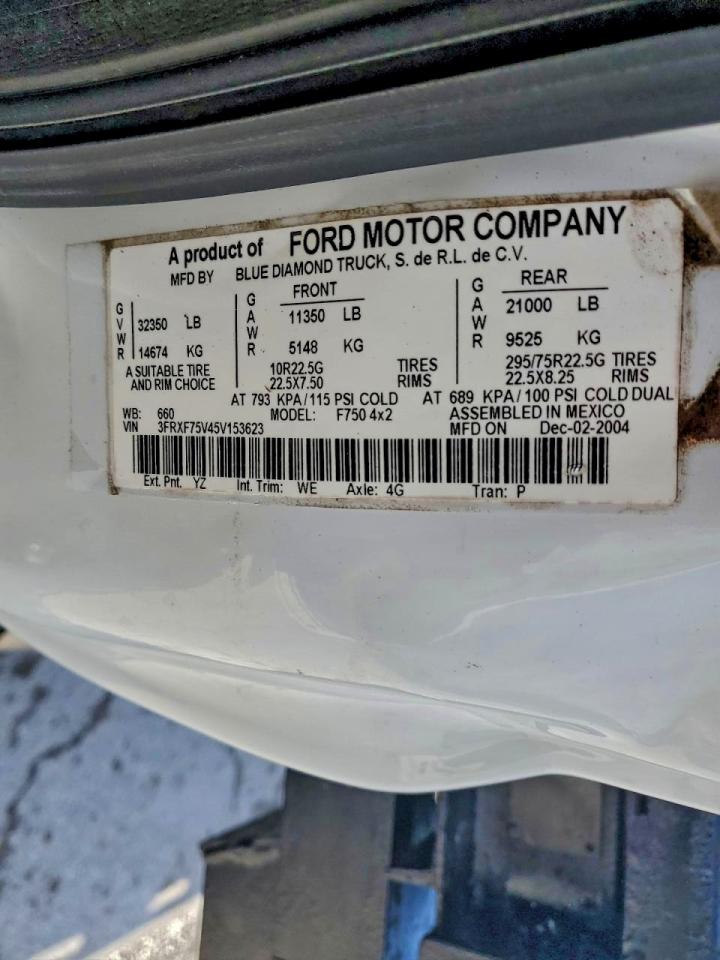 A product of FORD MOTOR COMPANY
MFD BY BLUE DIAMOND TRUCK, S. de R.L. de C.V.
GVWR 32350 LB 14674 KG
FRONT GAWR 11350 LB 5148 KG
REAR GAWR 21000 LB 9525 KG
A SUITABLE TIRE 10R22.5G TIRES 295/75R22.5G TIRES
AND RIM CHOICE 22.5X7.50 RIMS 22.5X8.25 RIMS
AT 793 KPA/115 PSI COLD AT 689 KPA/100 PSI COLD DUAL
WB: 660 MODEL: F750 4x2 ASSEMBLED IN MEXICO
VIN 3FRXF75V45V153623 MFD ON Dec-02-2004
Ext. Pnt. YZ Int. Trim: WE Axle: 4G Tran: P